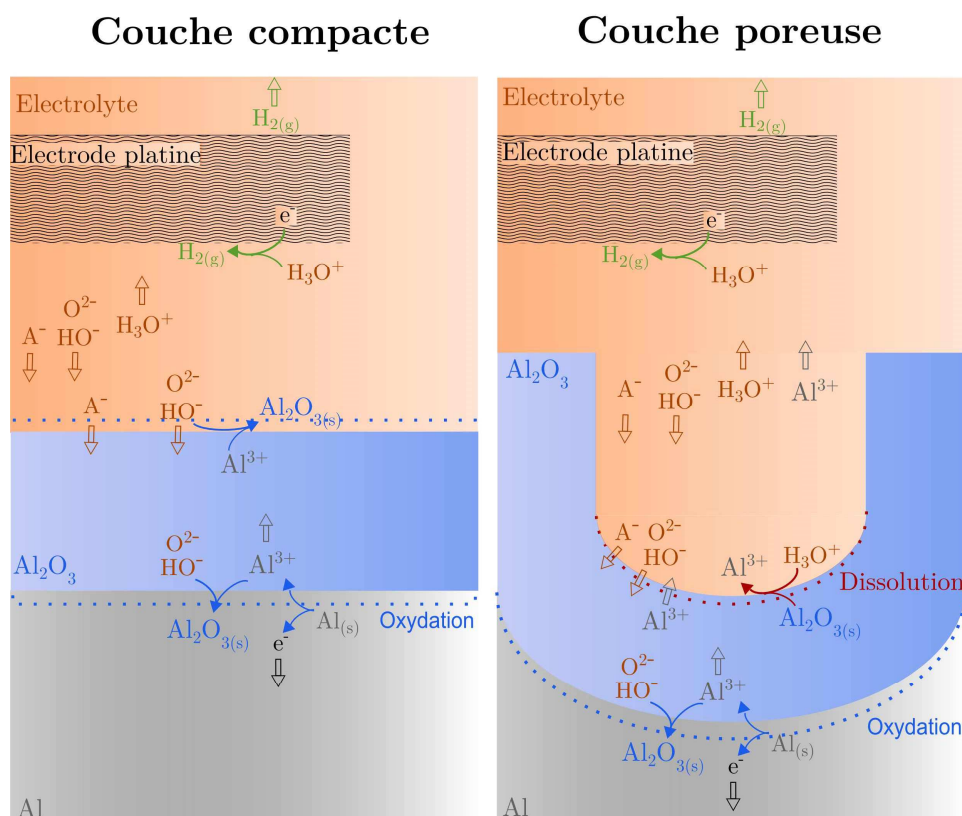 Couche compacte
Electrolyte
H2(g)
Electrode platine
e-
H2(g)
H3O+
O2-
A-
HO-
H3O+
O2-
A-
HO-
Al2O3(s)
Al3+
O2-
HO-
Al3+
Al2O3
Al2O3(s)
Al(s)
Oxydation
e-
Al
Couche poreuse
Electrolyte
H2(g)
Electrode platine
e-
H2(g)
H3O+
Al2O3
A-
O2-
HO-
H3O+
Al3+
A-
O2-
HO-
Al3+
H3O+
Dissolution
Al3+
Al2O3(s)
O2-
HO-
Al3+
Oxydation
Al2O3(s)
Al(s)
e-
Al